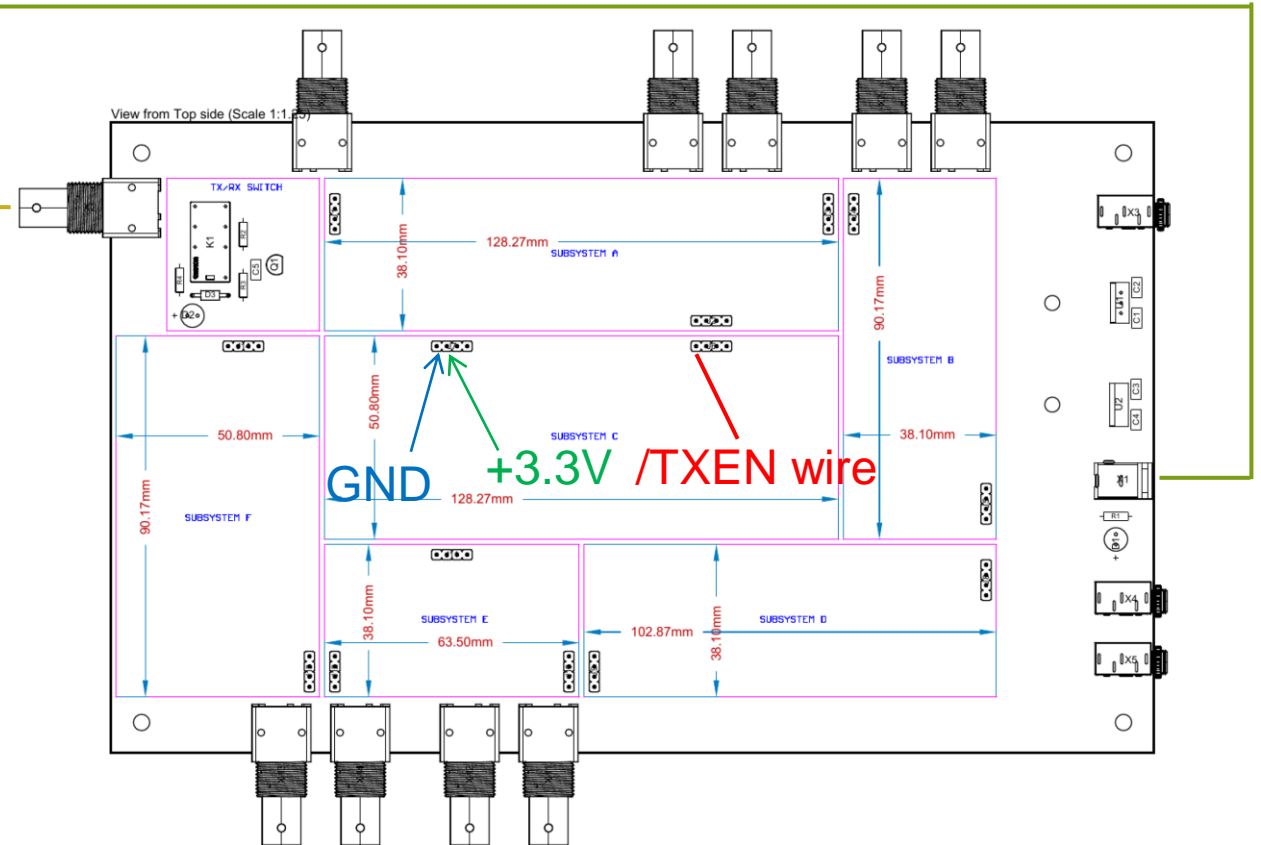 View from Top side (Scale 1:1.25)
TX/RX SWITCH
K1
R2
C5
Q1
R4
R3
D3
+
D2
128.27mm
38.10mm
SUBSYSTEM A
90.17mm
SUBSYSTEM B
38.10mm
X3
U1
C2
C1
U2
C3
C4
50.80mm
90.17mm
SUBSYSTEM F
50.80mm
SUBSYSTEM C
128.27mm
GND
+3.3V
/TXEN wire
X1
R1
D1
+
38.10mm
SUBSYSTEM E
63.50mm
102.87mm
38.10mm
SUBSYSTEM D
X4
X5